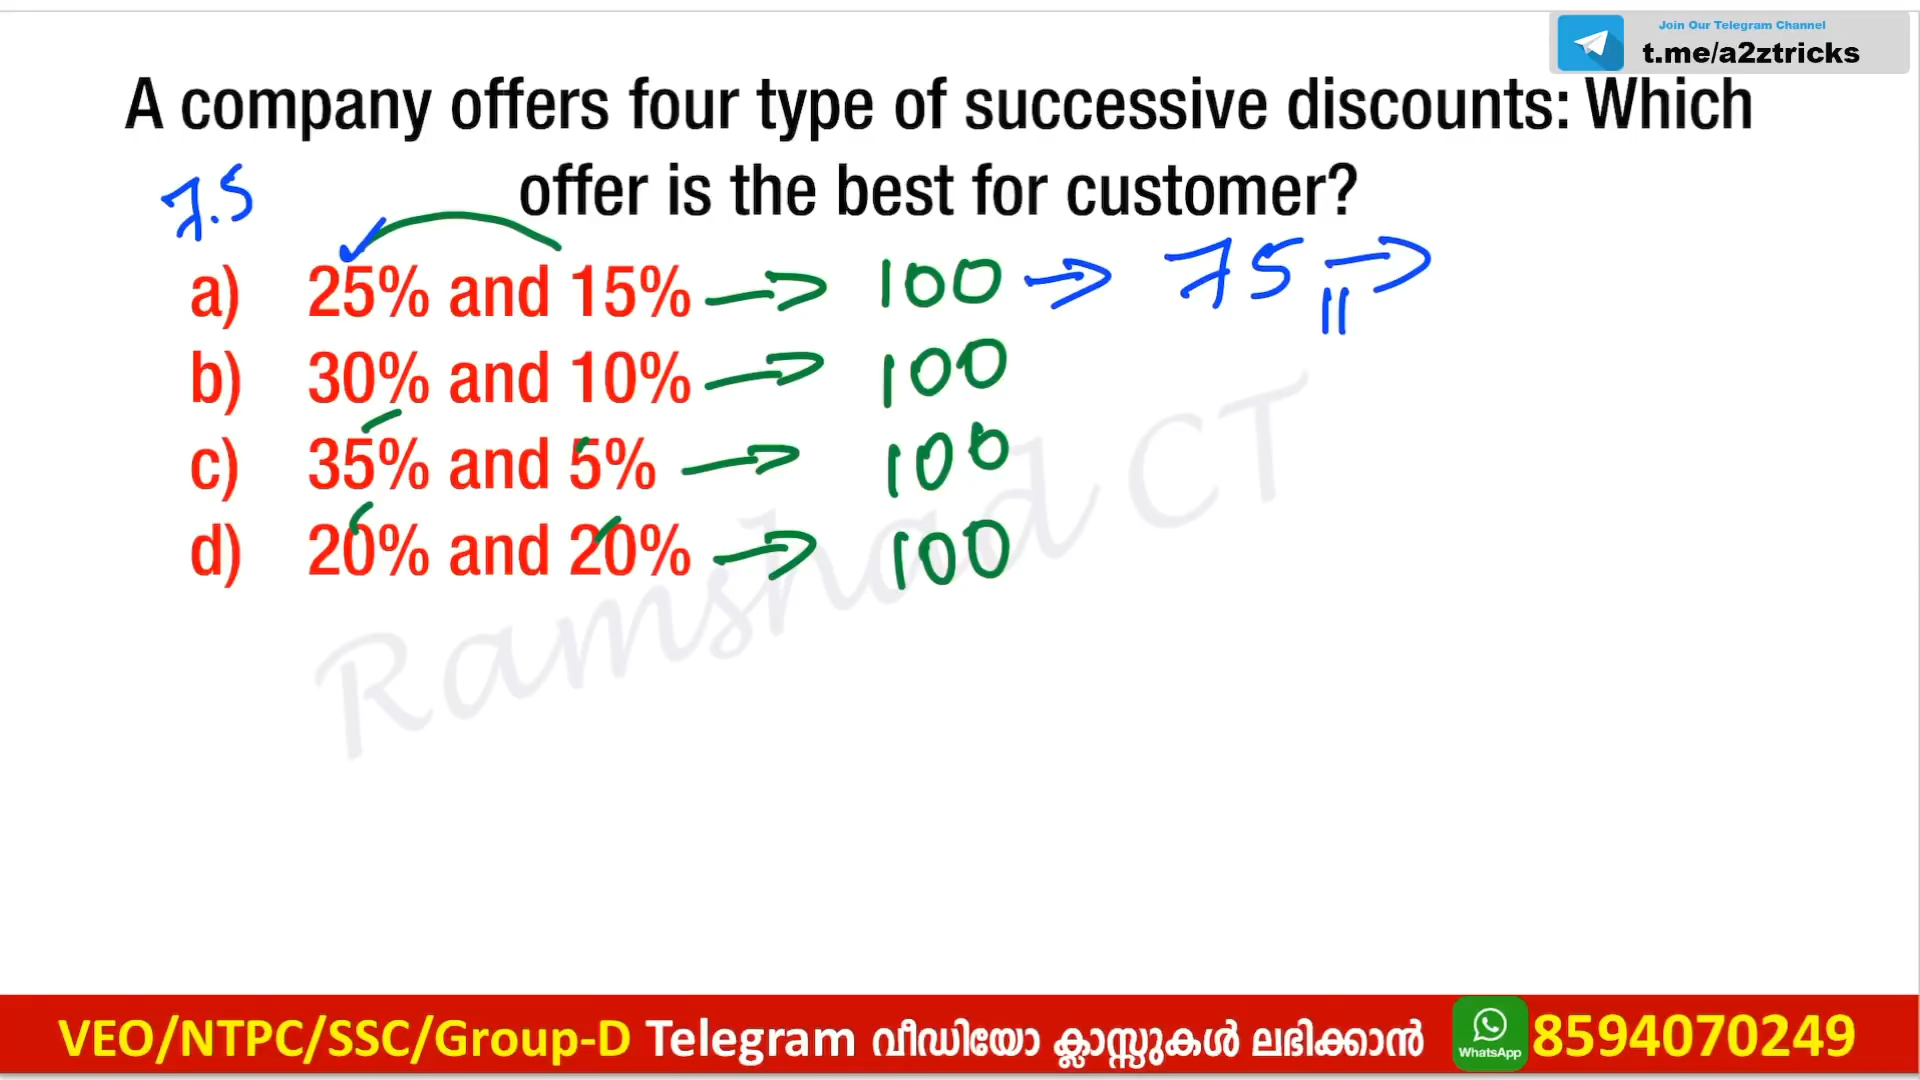 Join Our Telegram Channel
t.me/a2ztricks
A company offers four type of successive discounts: Which
offer is the best for customer?
7.5
a) 25% and 15% → 100 → 75 →
b) 30% and 10% → 100
c) 35% and 5% → 100
d) 20% and 20% → 100
Ramshad CT
VEO/NTPC/SSC/Group-D Telegram വീഡിയോ ക്ലാസ്സുകൾ ലഭിക്കാൻ WhatsApp 8594070249